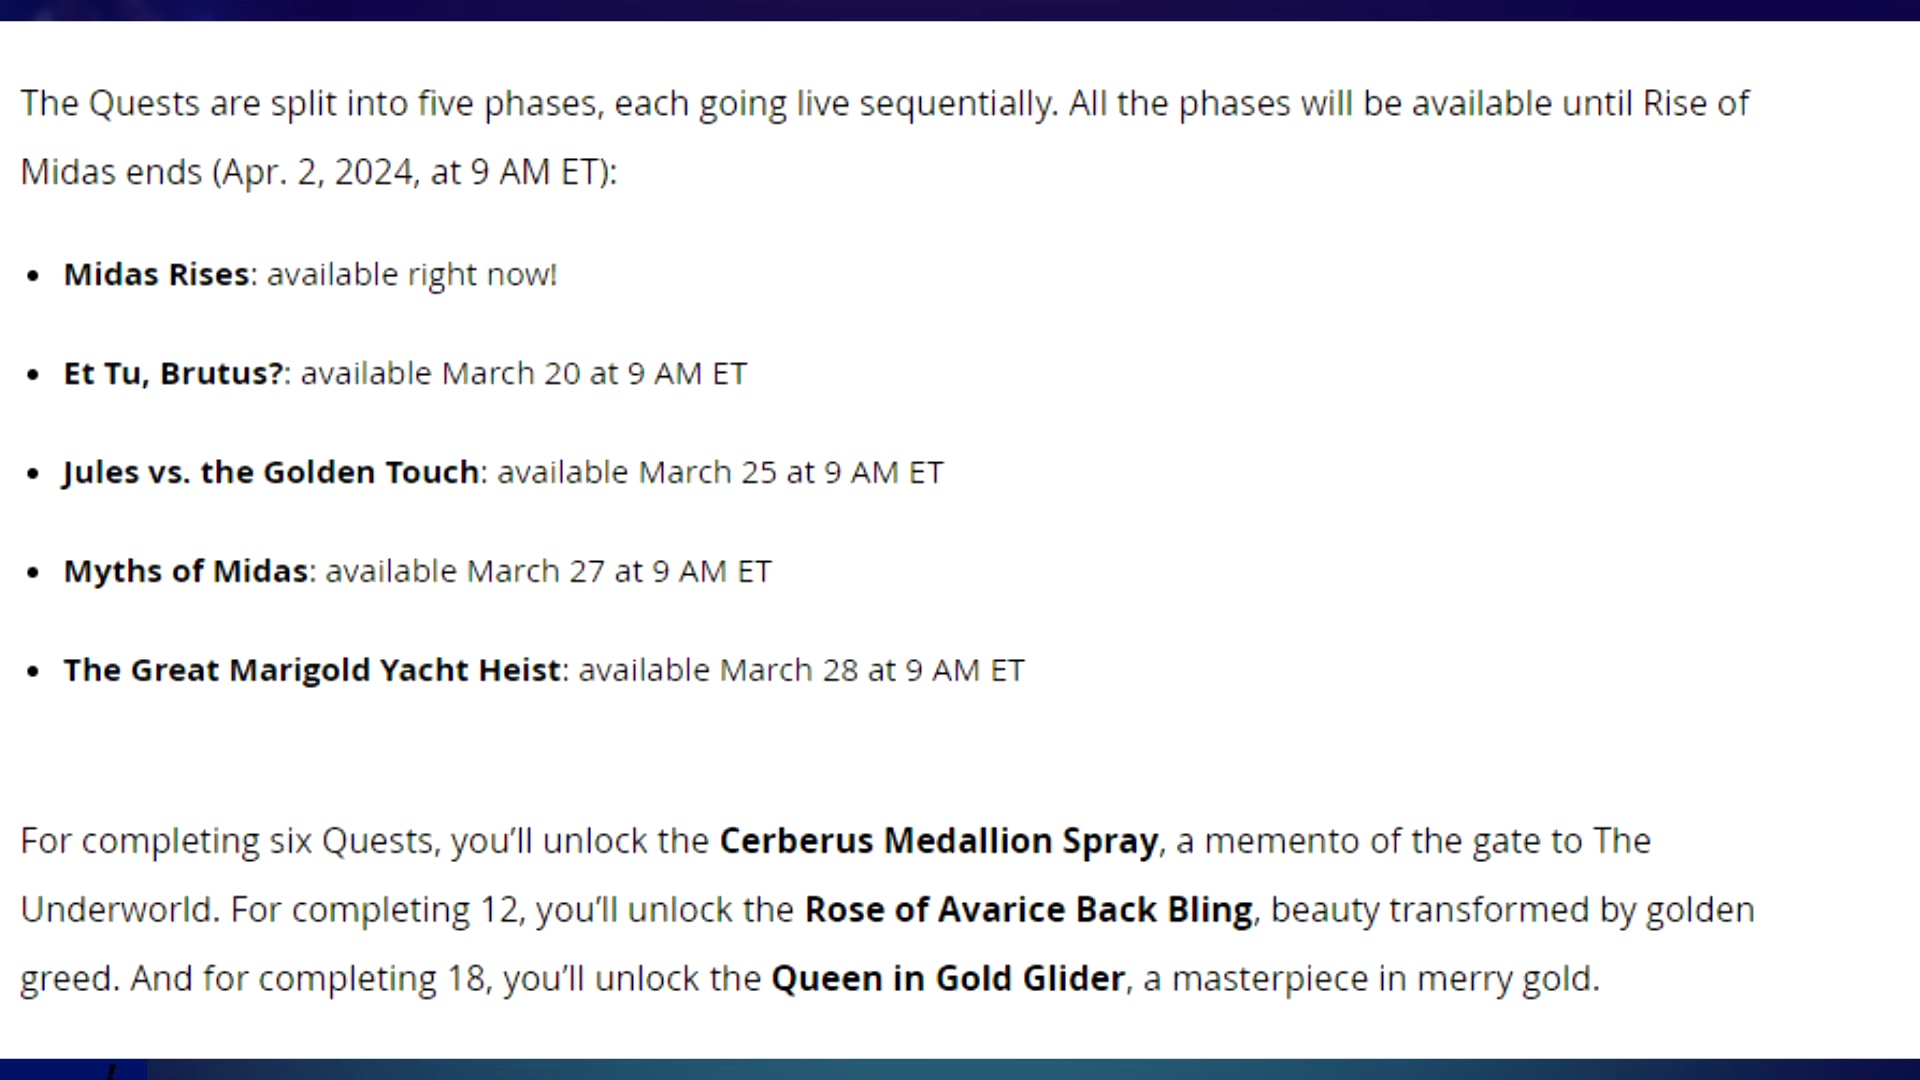 The Quests are split into five phases, each going live sequentially. All the phases will be available until Rise of
Midas ends (Apr. 2, 2024, at 9 AM ET):
• Midas Rises: available right now!
• Et Tu, Brutus?: available March 20 at 9 AM ET
• Jules vs. the Golden Touch: available March 25 at 9 AM ET
• Myths of Midas: available March 27 at 9 AM ET
• The Great Marigold Yacht Heist: available March 28 at 9 AM ET
For completing six Quests, you’ll unlock the Cerberus Medallion Spray, a memento of the gate to The
Underworld. For completing 12, you’ll unlock the Rose of Avarice Back Bling, beauty transformed by golden
greed. And for completing 18, you’ll unlock the Queen in Gold Glider, a masterpiece in merry gold.